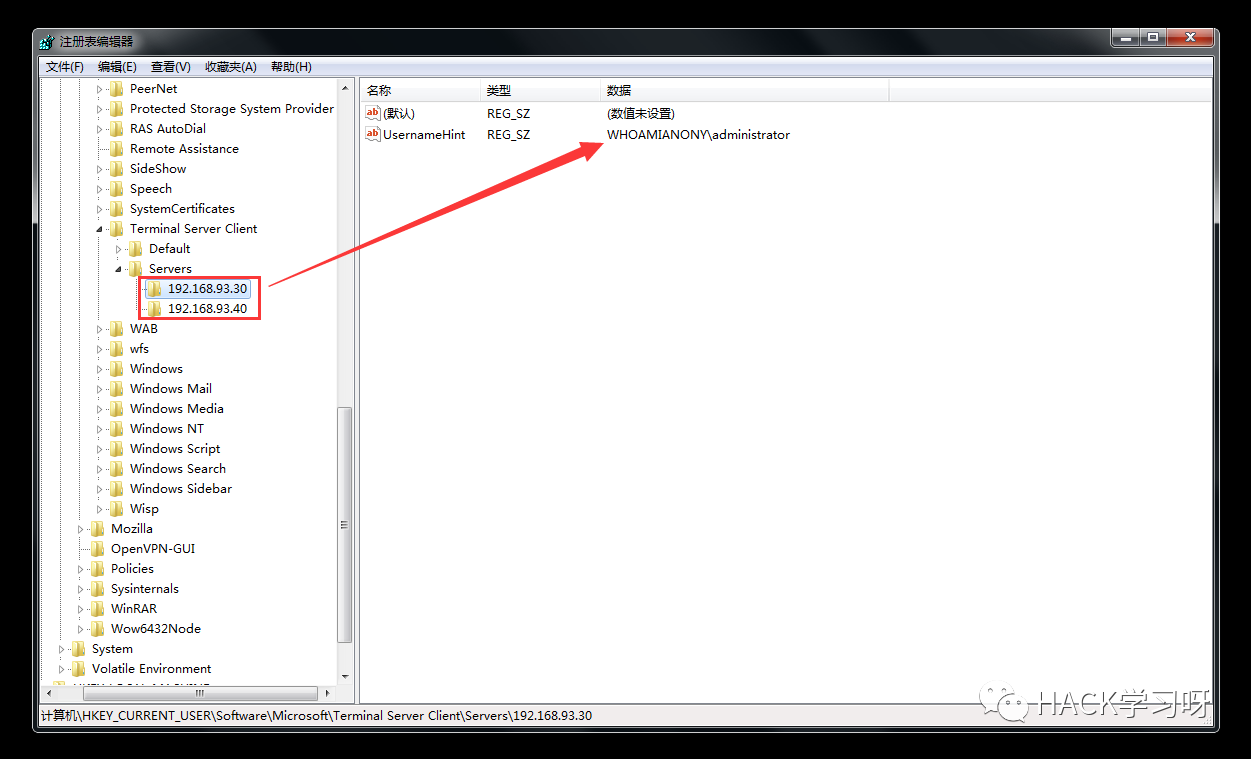 注册表编辑器
文件(F) 编辑(E) 查看(V) 收藏夹(A) 帮助(H)
PeerNet
Protected Storage System Provider
RAS AutoDial
Remote Assistance
SideShow
Speech
SystemCertificates
Terminal Server Client
Default
Servers
192.168.93.30
192.168.93.40
WAB
wfs
Windows
Windows Mail
Windows Media
Windows NT
Windows Script
Windows Search
Windows Sidebar
Wisp
Mozilla
OpenVPN-GUI
Policies
Sysinternals
WinRAR
Wow6432Node
System
Volatile Environment
名称 类型 数据
(默认) REG_SZ (数值未设置)
UsernameHint REG_SZ WHOAMIANONY\administrator
计算机\HKEY_CURRENT_USER\Software\Microsoft\Terminal Server Client\Servers\192.168.93.30
HACK学习呀